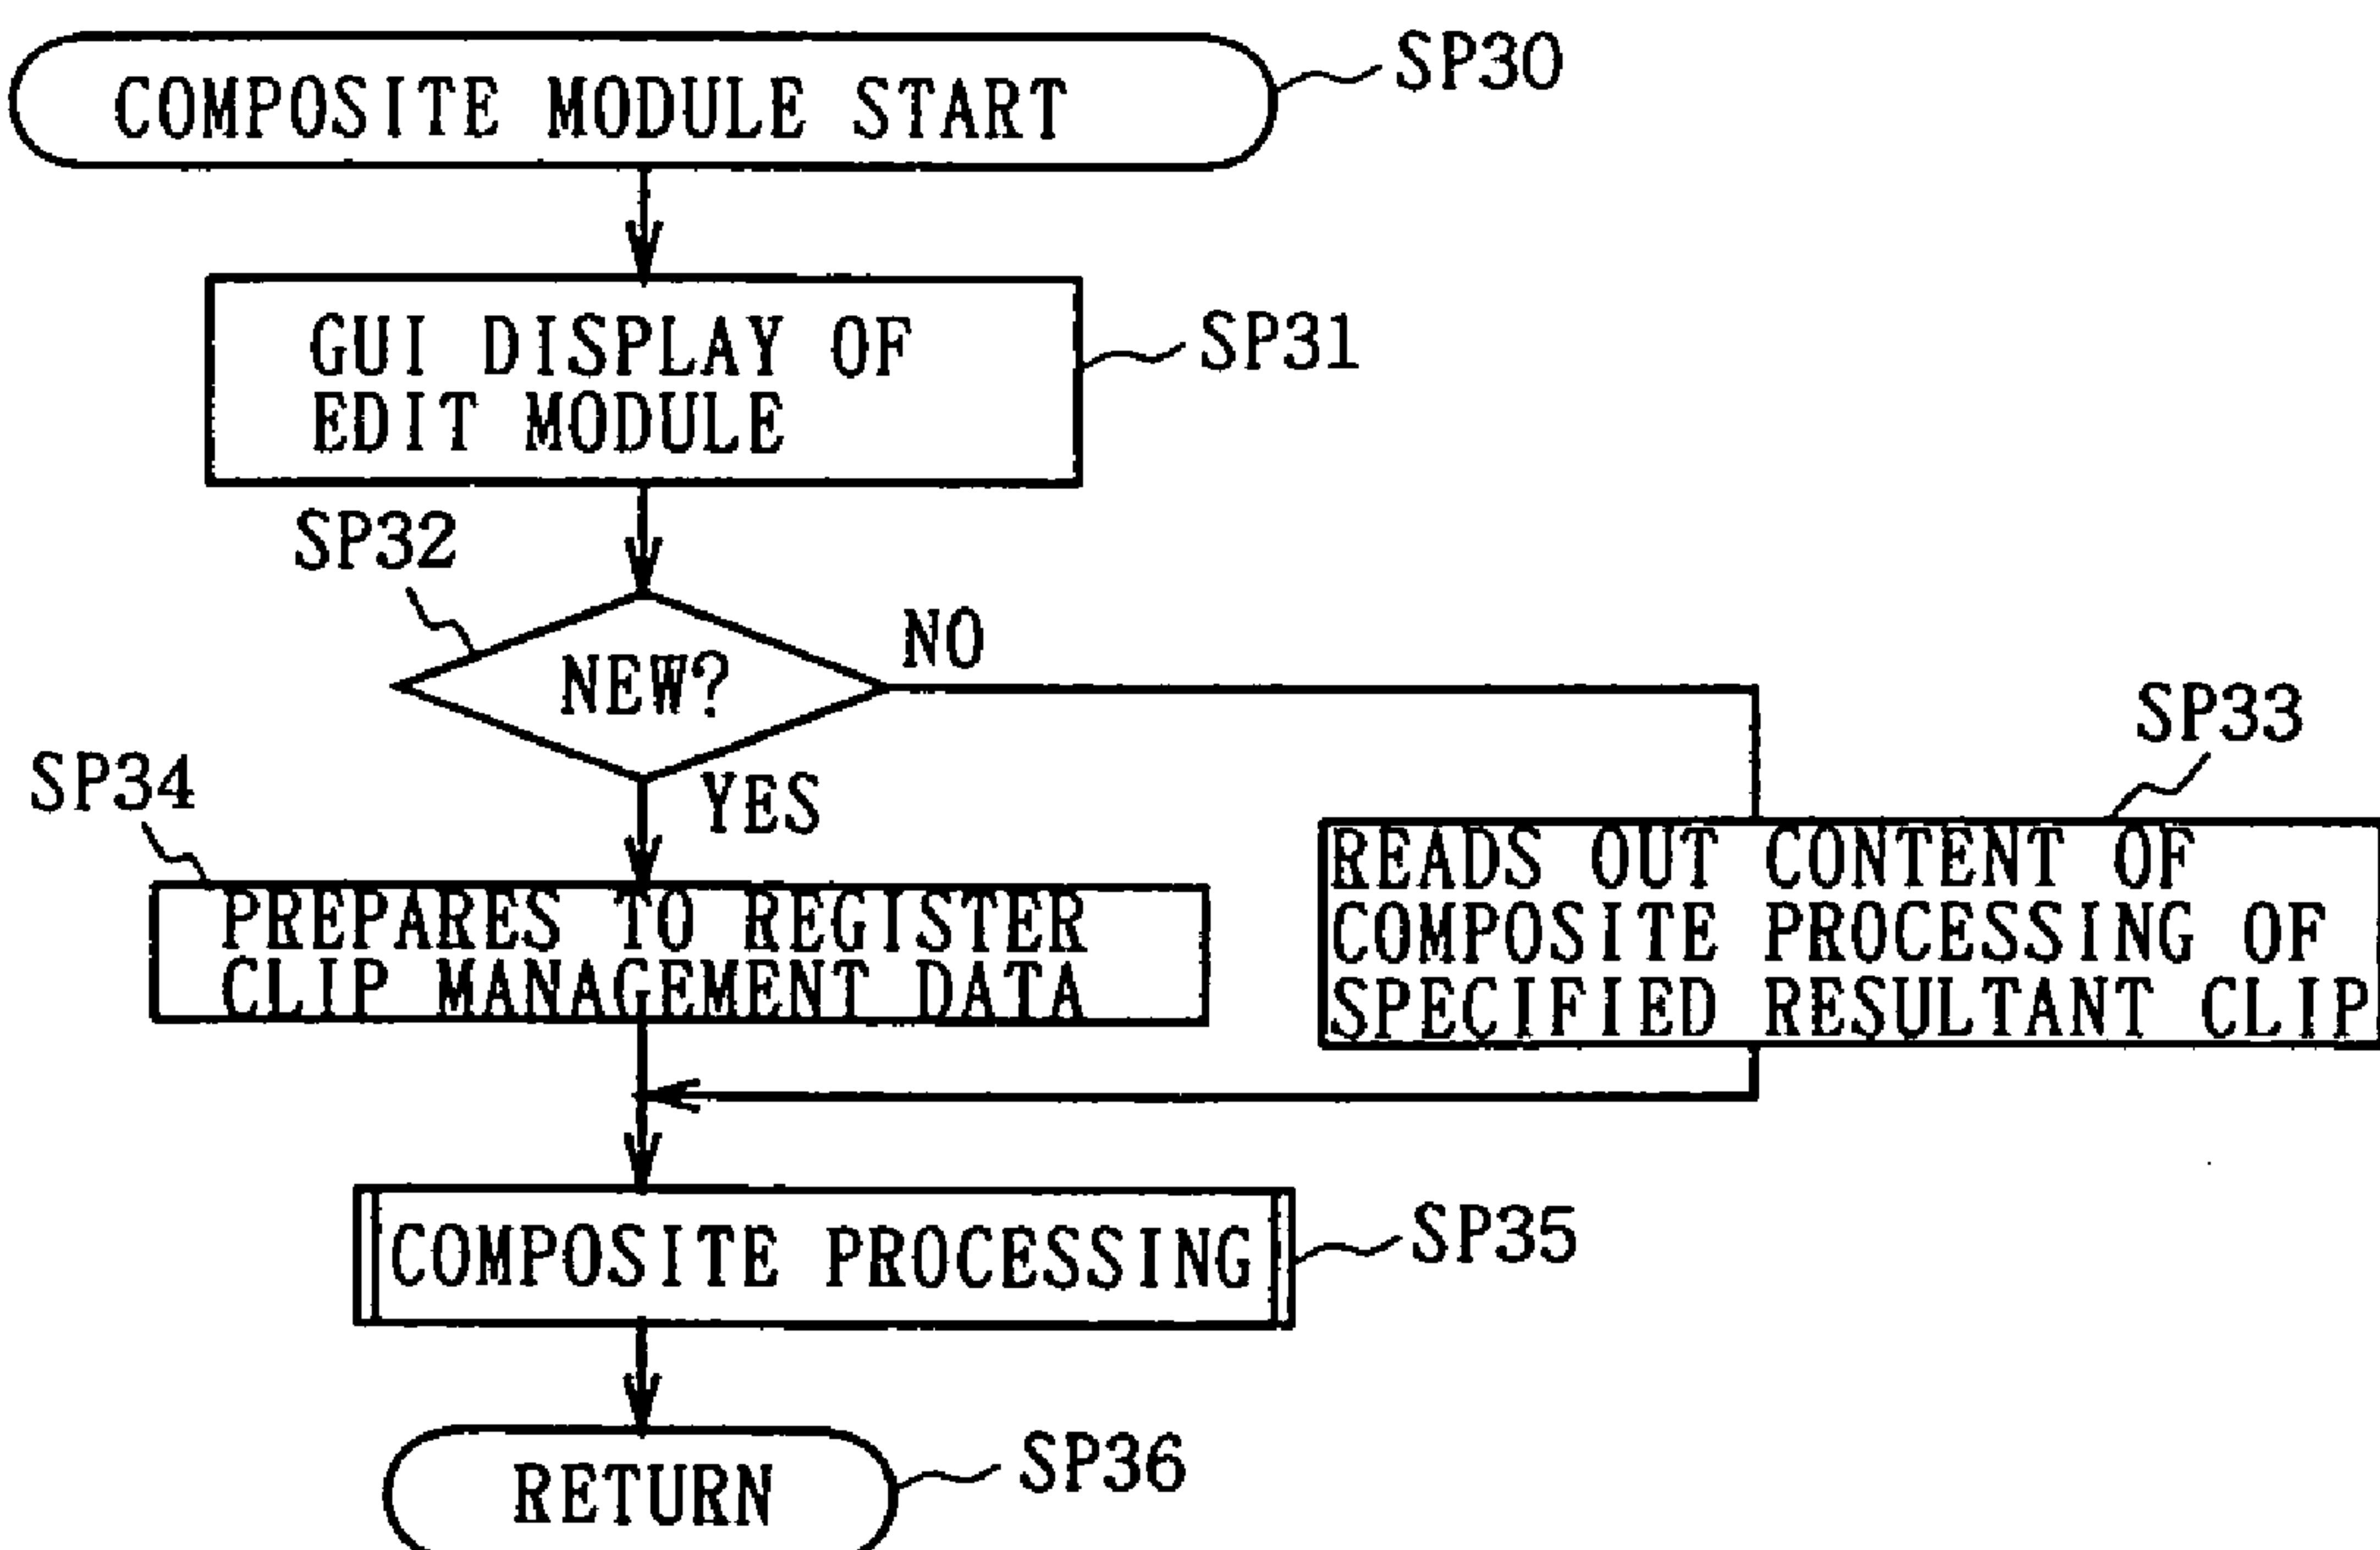 COMPOSITE MODULE START
SP30
GUI DISPLAY OF
EDIT MODULE
SP31
SP32
NEW?
NO
YES
SP33
READS OUT CONTENT OF
COMPOSITE PROCESSING OF
SPECIFIED RESULTANT CLIP
SP34
PREPARES TO REGISTER
CLIP MANAGEMENT DATA
COMPOSITE PROCESSING
SP35
RETURN
SP36